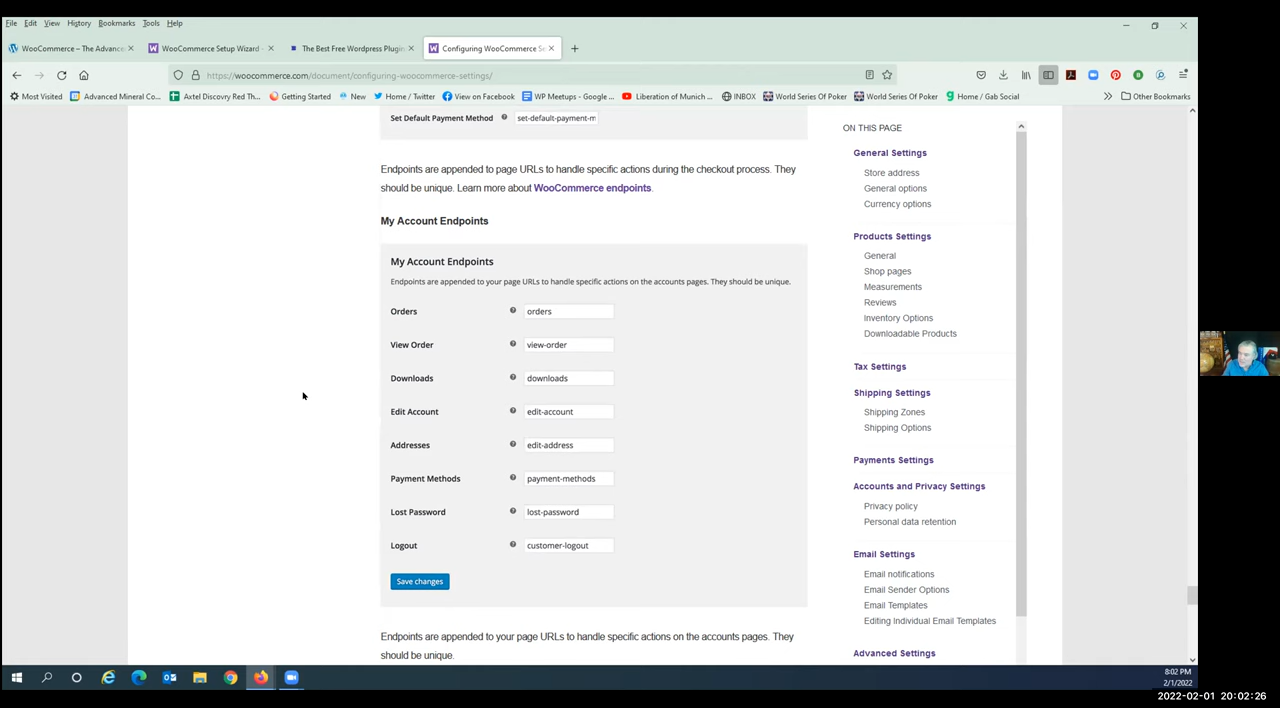 File Edit View History Bookmarks Tools Help
WooCommerce – The Advanc
WooCommerce Setup Wizard -
The Best Free Wordpress Plugin
Configuring WooCommerce Se
https://woocommerce.com/document/configuring-woocommerce-settings/
Most Visited Advanced Mineral Co... Axtel Discovry Red Th... Getting Started New Home / Twitter View on Facebook WP Meetups - Google ... Liberation of Munich ... INBOX World Series Of Poker World Series Of Poker Home / Gab Social Other Bookmarks
Set Default Payment Method set-default-payment-m
Endpoints are appended to page URLs to handle specific actions during the checkout process. They
should be unique. Learn more about WooCommerce endpoints.
My Account Endpoints
My Account Endpoints
Endpoints are appended to your page URLs to handle specific actions on the accounts pages. They should be unique.
Orders orders
View Order view-order
Downloads downloads
Edit Account edit-account
Addresses edit-address
Payment Methods payment-methods
Lost Password lost-password
Logout customer-logout
Save changes
Endpoints are appended to your page URLs to handle specific actions on the accounts pages. They
should be unique.
ON THIS PAGE
General Settings
Store address
General options
Currency options
Products Settings
General
Shop pages
Measurements
Reviews
Inventory Options
Downloadable Products
Tax Settings
Shipping Settings
Shipping Zones
Shipping Options
Payments Settings
Accounts and Privacy Settings
Privacy policy
Personal data retention
Email Settings
Email notifications
Email Sender Options
Email Templates
Editing Individual Email Templates
Advanced Settings
8:02 PM
2/1/2022
2022-02-01 20:02:26